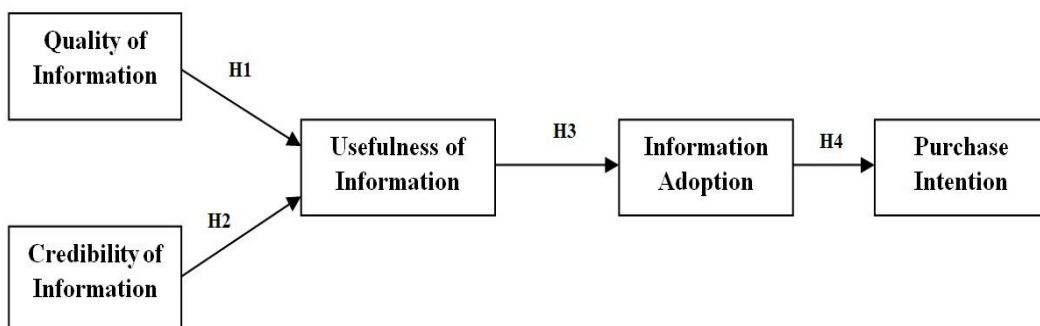 Quality of
Information
H1
Usefulness of
Information
H3
Information
Adoption
H4
Purchase
Intention
H2
Credibility of
Information